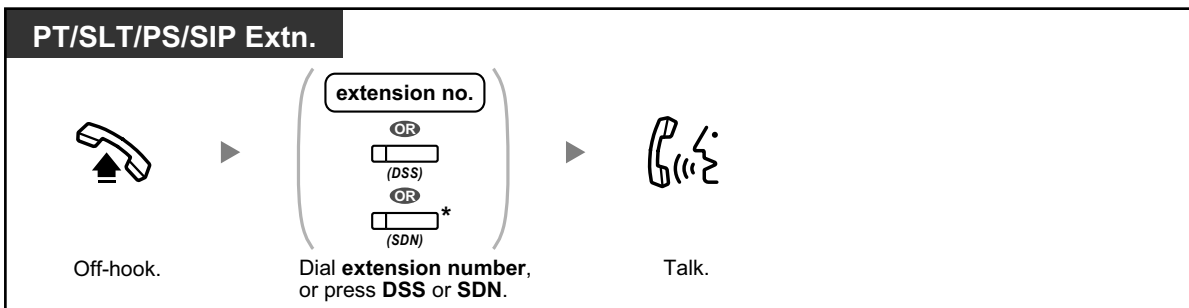 PT/SLT/PS/SIP Extn.
extension no.
OR
(DSS)
OR
*
(SDN)
Off-hook.
Dial extension number,
or press DSS or SDN.
Talk.